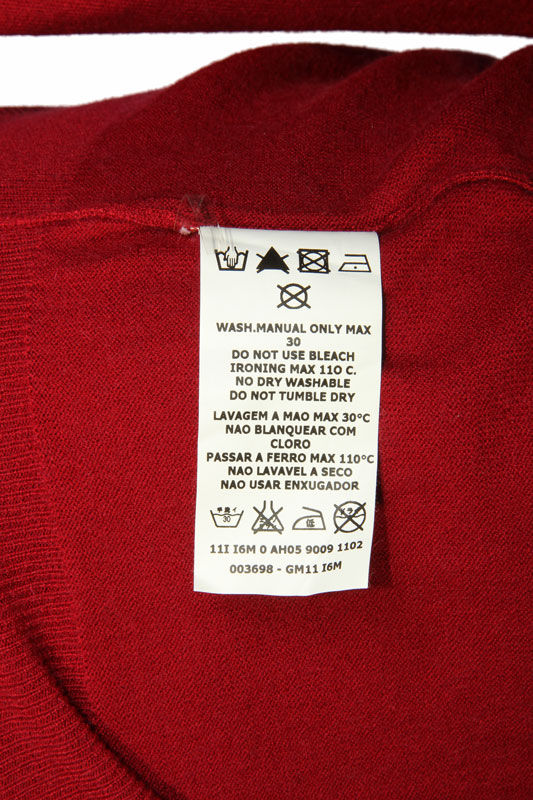 WASH.MANUAL ONLY MAX
30
DO NOT USE BLEACH
IRONING MAX 110 C.
NO DRY WASHABLE
DO NOT TUMBLE DRY
LAVAGEM A MAO MAX 30°C
NAO BLANQUEAR COM
CLORO
PASSAR A FERRO MAX 110°C
NAO LAVAVEL A SECO
NAO USAR ENXUGADOR
30 低
11I I6M 0 AH05 9009 1102
003698 - GM11 I6M